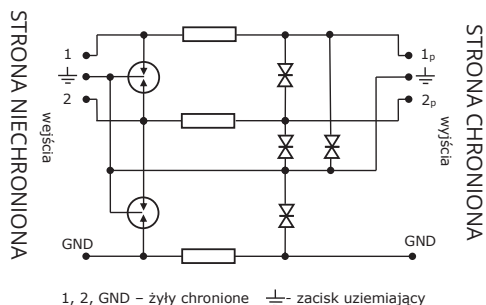 STRONA NIECHRONIONA
wejścia
1
2
GND
1p
2p
GND
wyjścia
STRONA CHRONIONA
1, 2, GND – żyły chronione - zacisk uziemiający